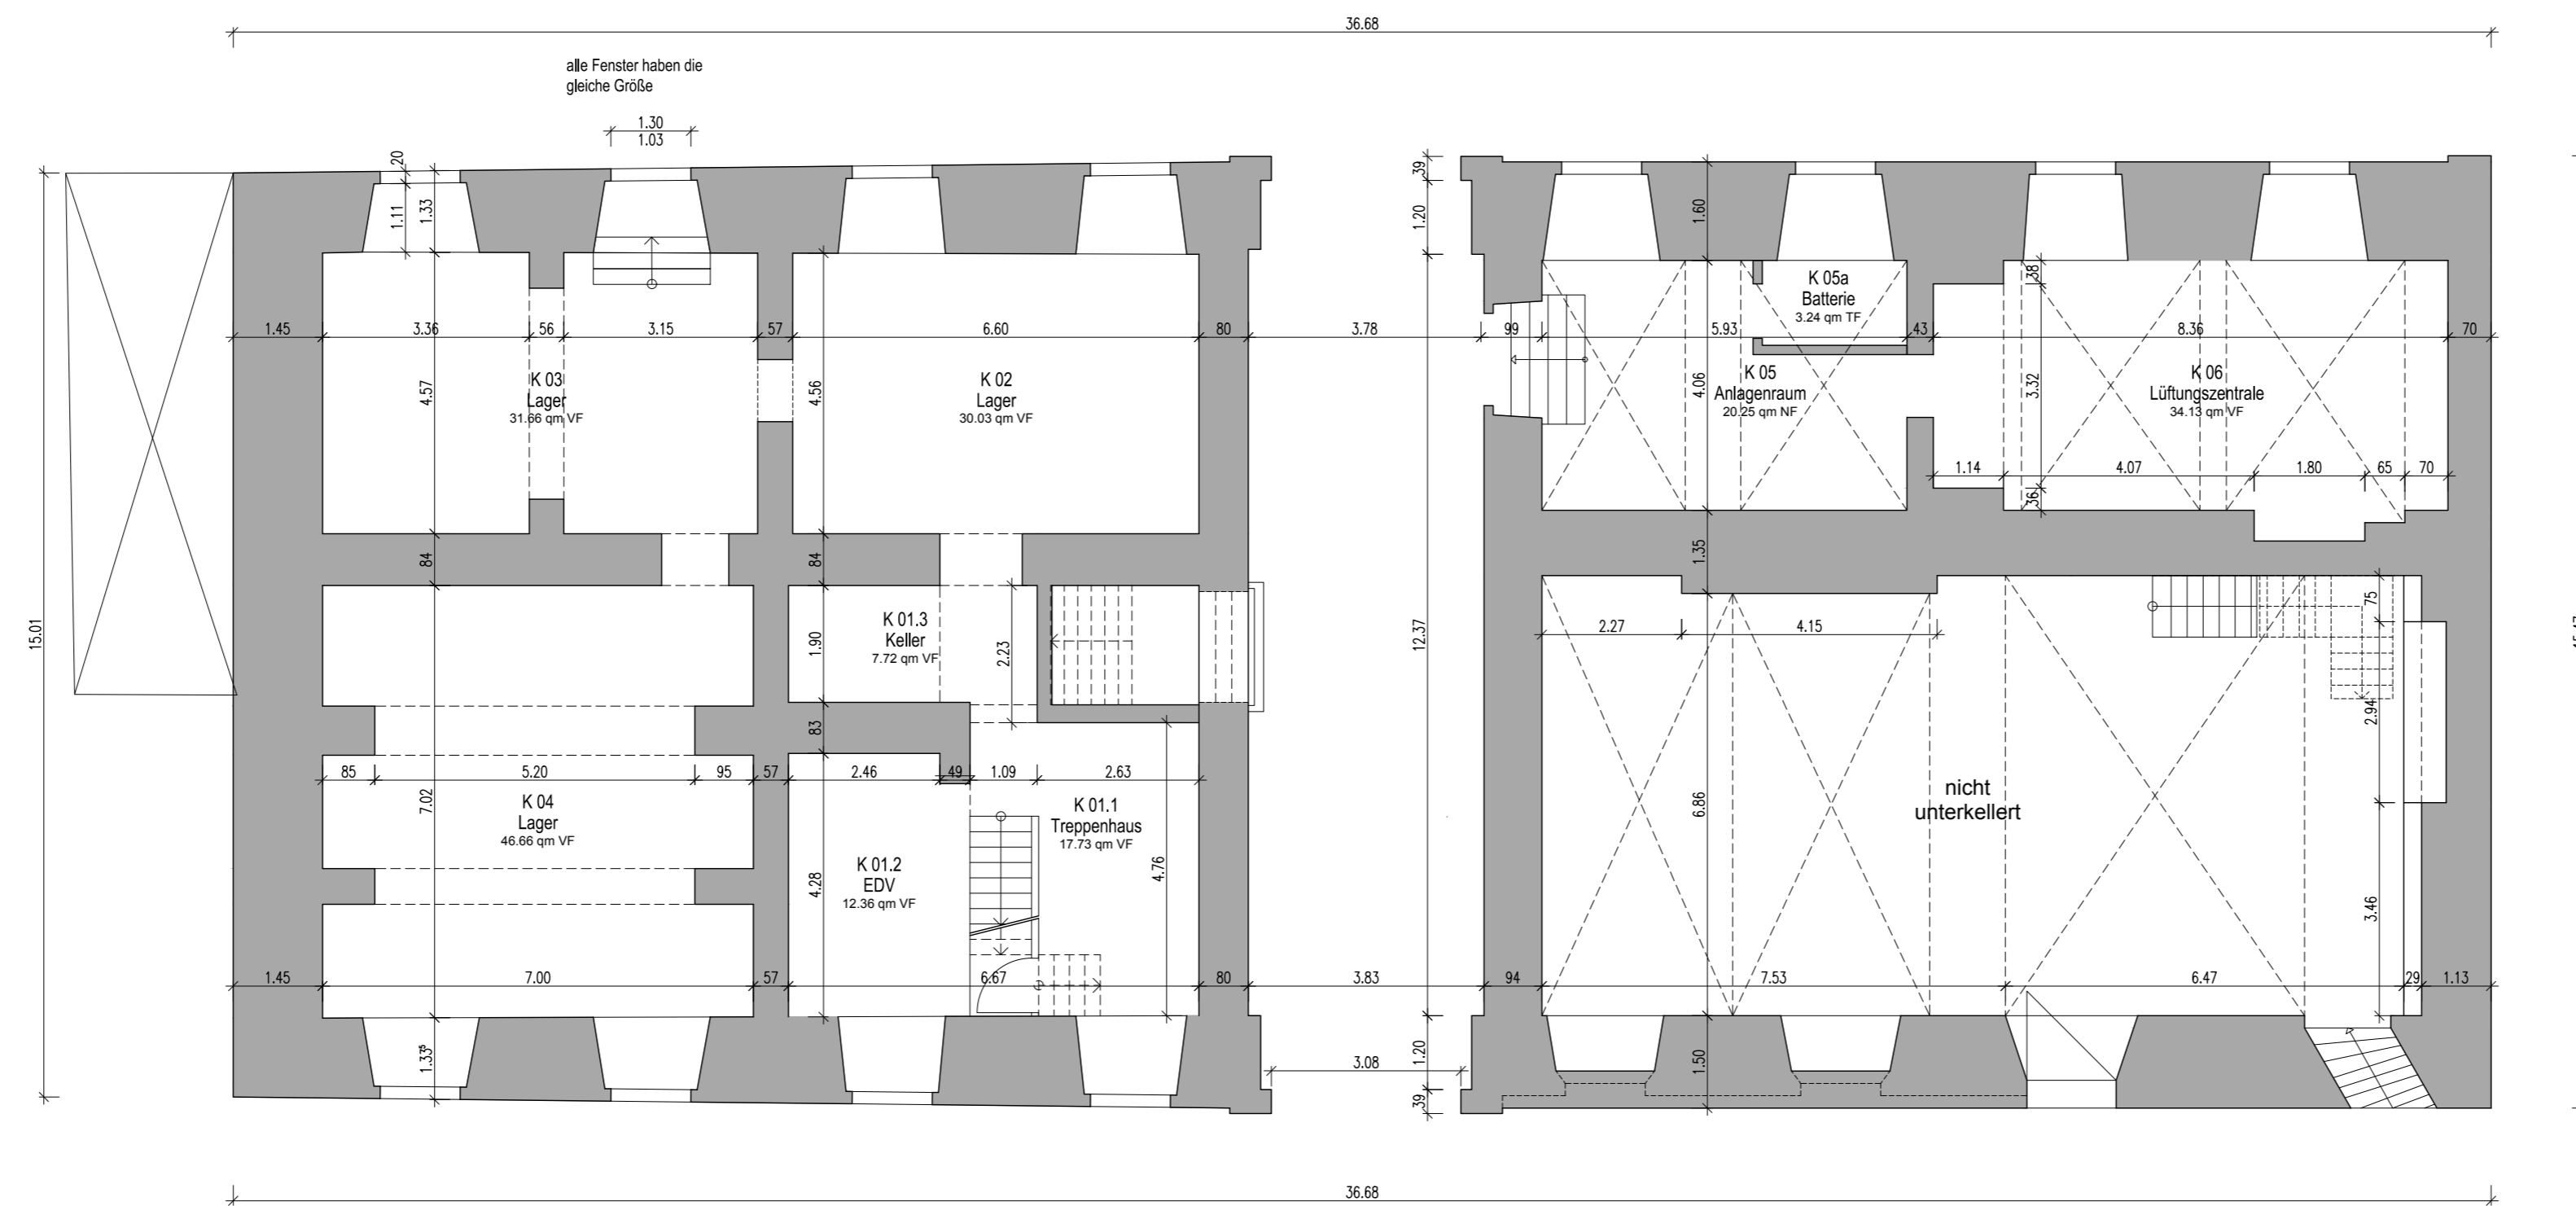 36.68
alle Fenster haben die
gleiche Größe
1.30
1.03
20
1.11
1.33
39
1.20
1.60
38
1.45
3.36
56
3.15
57
6.60
80
3.78
99
5.93
43
8.36
70
K 05a
Batterie
3.24 qm TF
K 03
Lager
31.66 qm VF
4.57
4.56
K 02
Lager
30.03 qm VF
4.06
K 05
Anlagenraum
20.25 qm NF
3.32
K 06
Lüftungszentrale
34.13 qm VF
1.14
4.07
1.80
65
70
36
84
84
1.35
15.01
12.37
K 01.3
Keller
7.72 qm VF
1.90
2.23
2.27
4.15
75
2.94
83
85
5.20
95
57
2.46
49
1.09
2.63
7.02
K 04
Lager
46.66 qm VF
K 01.1
Treppenhaus
17.73 qm VF
6.86
nicht
unterkellert
K 01.2
EDV
12.36 qm VF
4.28
4.76
3.46
1.45
7.00
57
6.67
80
3.83
94
7.53
6.47
29
1.13
1.33⁵
3.08
1.20
39
1.50
36.68